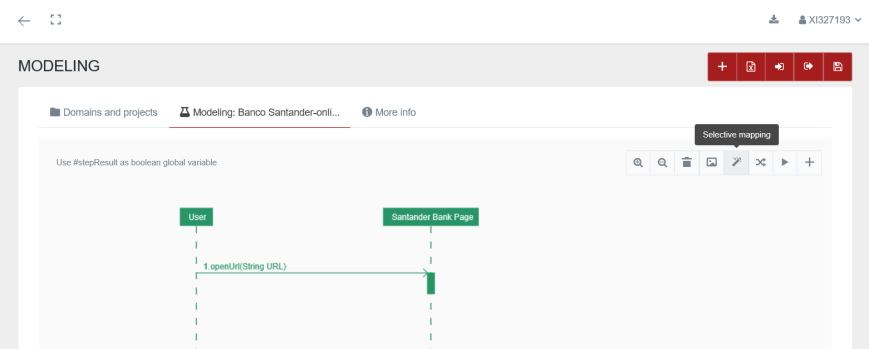 XI327193
MODELING
Domains and projects
Modeling: Banco Santander-onli...
More info
Selective mapping
Use #stepResult as boolean global variable
User
Santander Bank Page
1.openUrl(String URL)